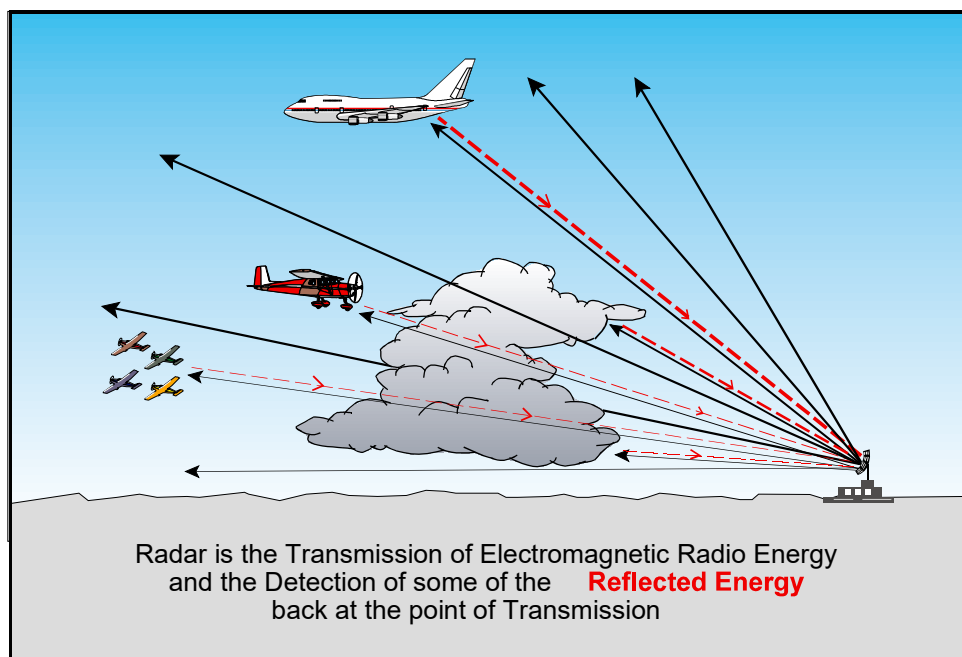 Radar is the Transmission of Electromagnetic Radio Energy
and the Detection of some of the Reflected Energy
back at the point of Transmission